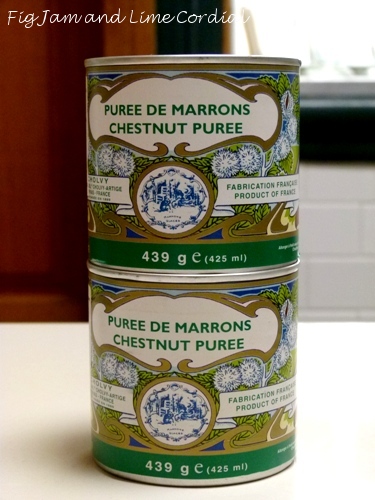 Fig Jam and Lime Cordial
PUREE DE MARRONS
CHESTNUT PUREE
FABRICATION FRANÇAISE
PRODUCT OF FRANCE
439 g e (425 ml)
PUREE DE MARRONS
CHESTNUT PUREE
FABRICATION FRANÇAISE
PRODUCT OF FRANCE
439 g e (425 ml)